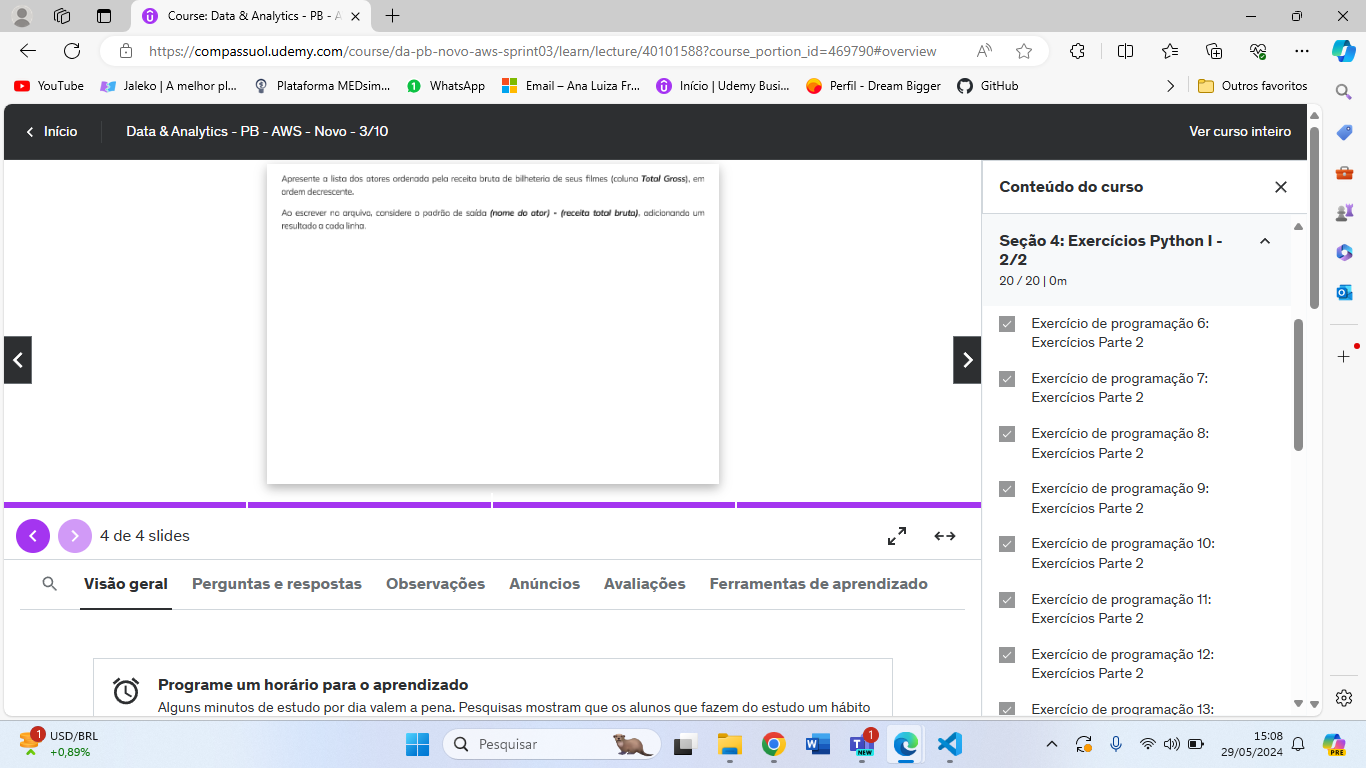 Course: Data & Analytics - PB - A
https://compassuol.udemy.com/course/da-pb-novo-aws-sprint03/learn/lecture/40101588?course_portion_id=469790#overview
YouTube
Jaleko | A melhor pl...
Plataforma MEDsim...
WhatsApp
Email – Ana Luiza Fr...
Início | Udemy Busi...
Perfil - Dream Bigger
GitHub
Outros favoritos
Início
Data & Analytics - PB - AWS - Novo - 3/10
Ver curso inteiro
Apresente a lista dos atores ordenada pela receita bruta de bilheteria de seus filmes (coluna Total Gross), em
ordem decrescente.
Ao escrever no arquivo, considere o padrão de saída (nome do ator) - (receita total bruta), adicionando um
resultado a cada linha.
4 de 4 slides
Visão geral
Perguntas e respostas
Observações
Anúncios
Avaliações
Ferramentas de aprendizado
Programe um horário para o aprendizado
Alguns minutos de estudo por dia valem a pena. Pesquisas mostram que os alunos que fazem do estudo um hábito
Conteúdo do curso
Seção 4: Exercícios Python I -
2/2
20 / 20 | 0m
Exercício de programação 6:
Exercícios Parte 2
Exercício de programação 7:
Exercícios Parte 2
Exercício de programação 8:
Exercícios Parte 2
Exercício de programação 9:
Exercícios Parte 2
Exercício de programação 10:
Exercícios Parte 2
Exercício de programação 11:
Exercícios Parte 2
Exercício de programação 12:
Exercícios Parte 2
Exercício de programação 13:
1
USD/BRL
+0,89%
Pesquisar
1
NEW
15:08
29/05/2024
PRE